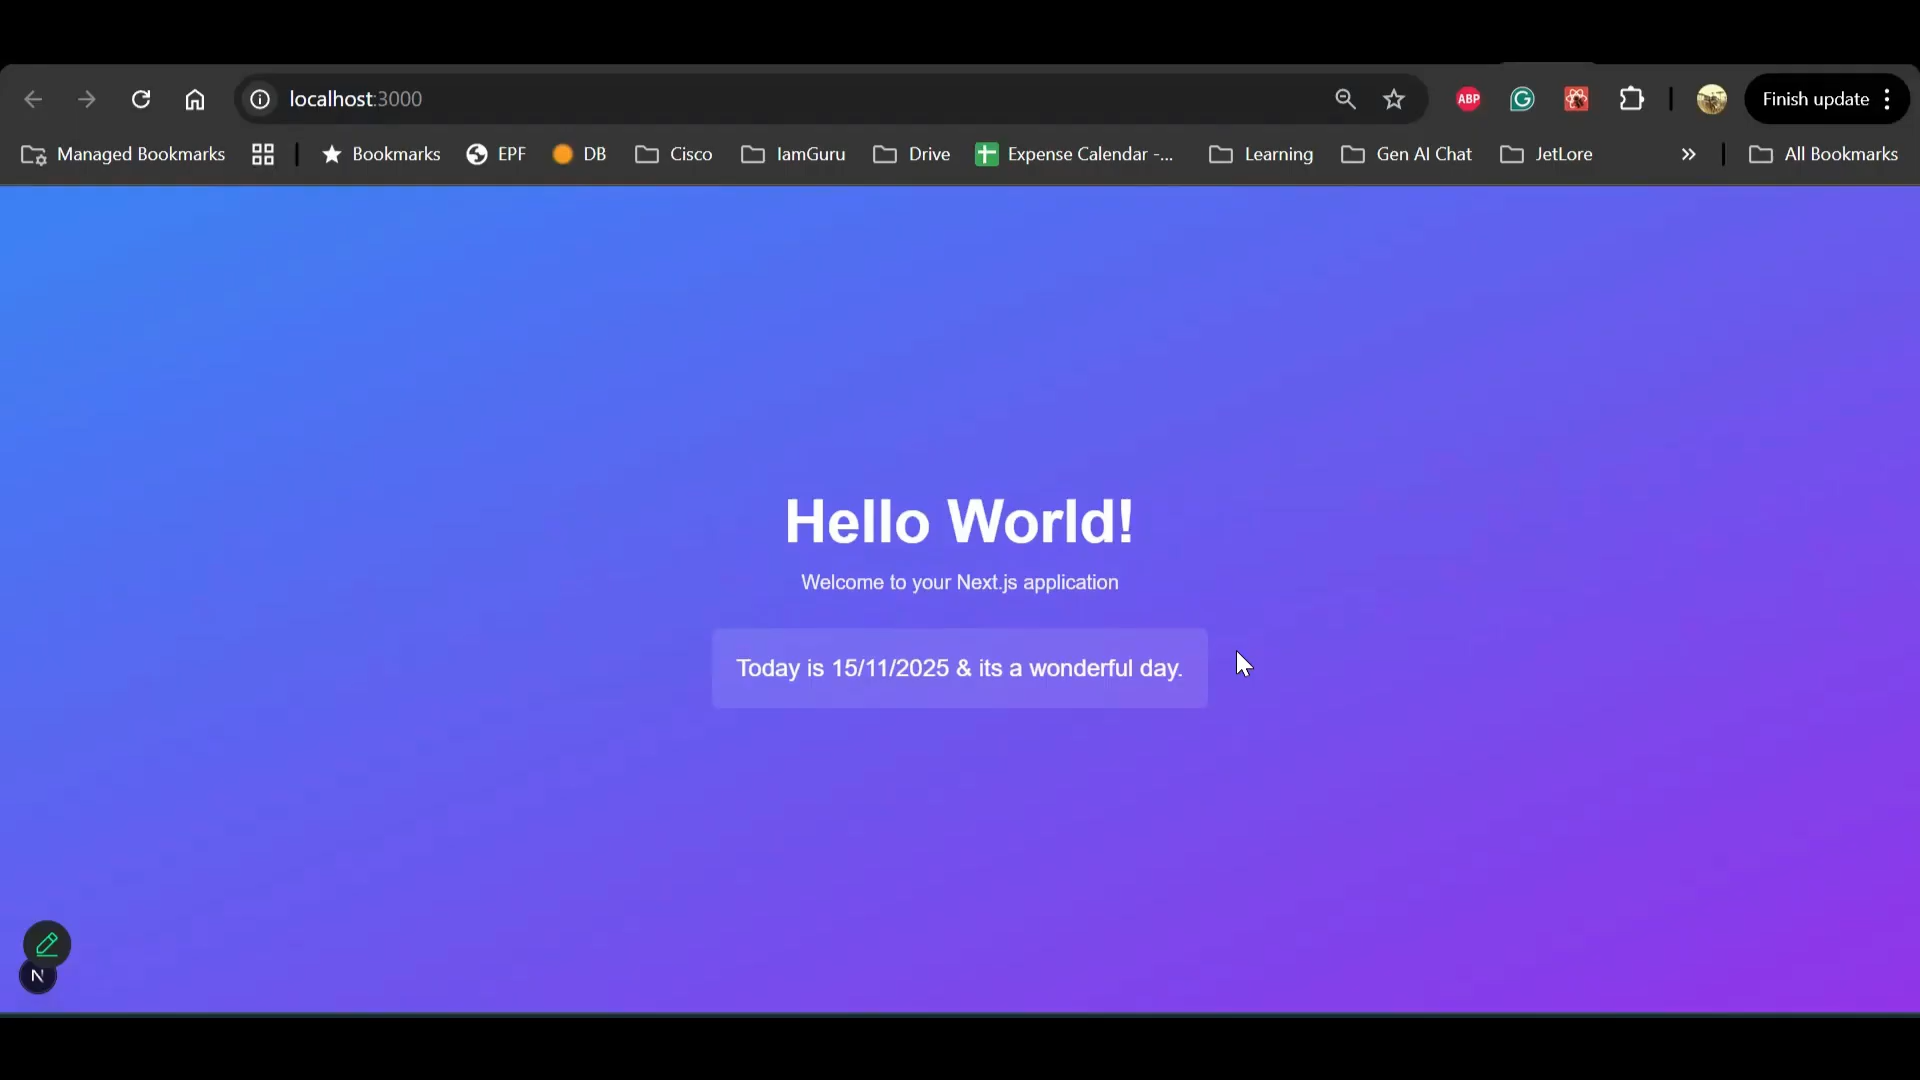 localhost:3000
ABP
Finish update
Managed Bookmarks
Bookmarks
EPF
DB
Cisco
IamGuru
Drive
Expense Calendar -...
Learning
Gen AI Chat
JetLore
All Bookmarks
Hello World!
Welcome to your Next.js application
Today is 15/11/2025 & its a wonderful day.
N